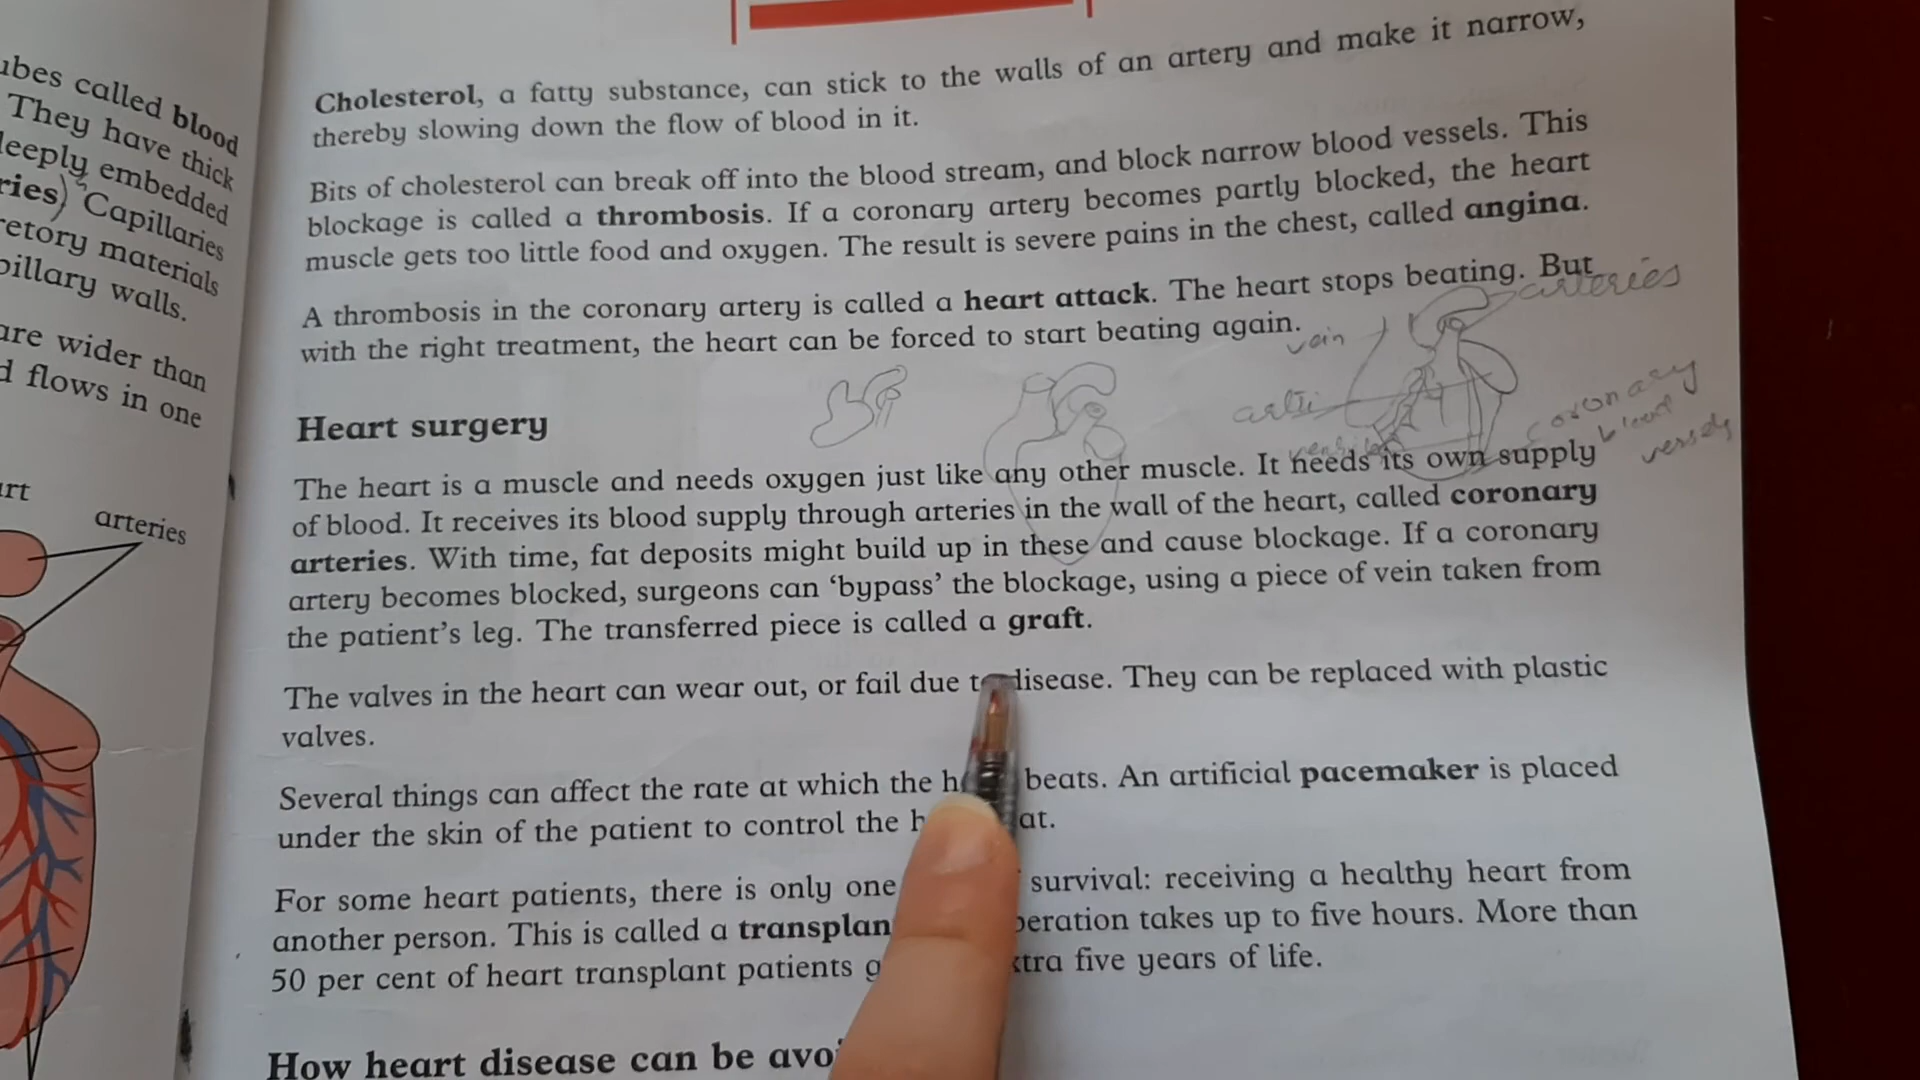 ubes called blood
They have thick
deeply embedded
ries) Capillaries
retory materials
pillary walls.
are wider than
d flows in one
art
arteries
Cholesterol, a fatty substance, can stick to the walls of an artery and make it narrow,
thereby slowing down the flow of blood in it.
Bits of cholesterol can break off into the blood stream, and block narrow blood vessels. This
blockage is called a thrombosis. If a coronary artery becomes partly blocked, the heart
muscle gets too little food and oxygen. The result is severe pains in the chest, called angina.
A thrombosis in the coronary artery is called a heart attack. The heart stops beating. But
with the right treatment, the heart can be forced to start beating again.
arteries
vein
coronary
blood
vessels
Heart surgery
The heart is a muscle and needs oxygen just like any other muscle. It needs its own supply
of blood. It receives its blood supply through arteries in the wall of the heart, called coronary
arteries. With time, fat deposits might build up in these and cause blockage. If a coronary
artery becomes blocked, surgeons can ‘bypass’ the blockage, using a piece of vein taken from
the patient’s leg. The transferred piece is called a graft.
The valves in the heart can wear out, or fail due to disease. They can be replaced with plastic
valves.
Several things can affect the rate at which the h beats. An artificial pacemaker is placed
under the skin of the patient to control the h at.
For some heart patients, there is only one survival: receiving a healthy heart from
another person. This is called a transplan peration takes up to five hours. More than
50 per cent of heart transplant patients g xtra five years of life.
How heart disease can be avoi